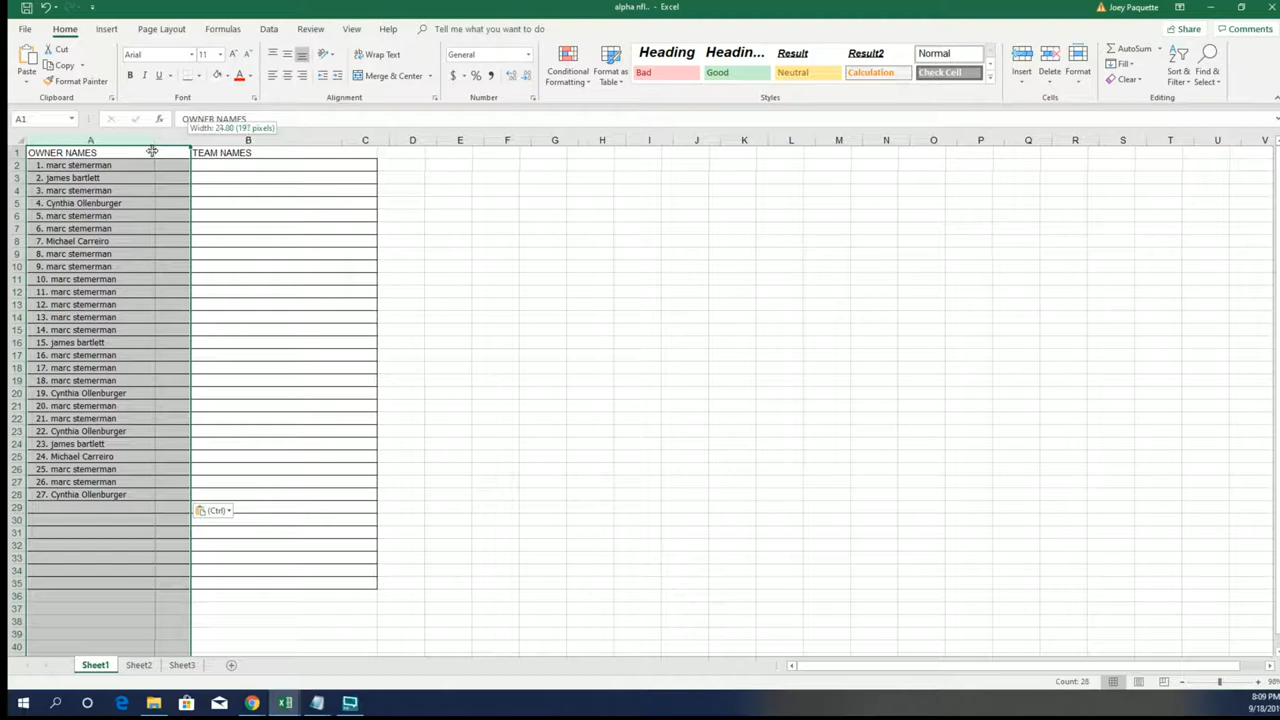 alpha nfl.. - Excel
Joey Paquette
File Home Insert Page Layout Formulas Data Review View Help Tell me what you want to do
Share Comments
Cut
Copy
Format Painter
Paste
Clipboard
Arial 11
Font
Wrap Text
Merge & Center
Alignment
General
Number
Conditional Formatting
Format as Table
Heading Headin... Result Result2 Normal
Bad Good Neutral Calculation Check Cell
Styles
Insert Delete Format
Cells
AutoSum
Fill
Clear
Sort & Filter
Find & Select
Editing
A1
OWNER NAMES
A B C D E F G H I J K L M N O P Q R S T U V
1 OWNER NAMES TEAM NAMES
2 1. marc stemerman
3 2. james bartlett
4 3. marc stemerman
5 4. Cynthia Ollenburger
6 5. marc stemerman
7 6. marc stemerman
8 7. Michael Carreiro
9 8. marc stemerman
10 9. marc stemerman
11 10. marc stemerman
12 11. marc stemerman
13 12. marc stemerman
14 13. marc stemerman
15 14. marc stemerman
16 15. james bartlett
17 16. marc stemerman
18 17. marc stemerman
19 18. marc stemerman
20 19. Cynthia Ollenburger
21 20. marc stemerman
22 21. marc stemerman
23 22. Cynthia Ollenburger
24 23. james bartlett
25 24. Michael Carreiro
26 25. marc stemerman
27 26. marc stemerman
28 27. Cynthia Ollenburger
29 (Ctrl)
30
31
32
33
34
35
36
37
38
39
40
Sheet1 Sheet2 Sheet3
Count: 28
98%
8:09 PM